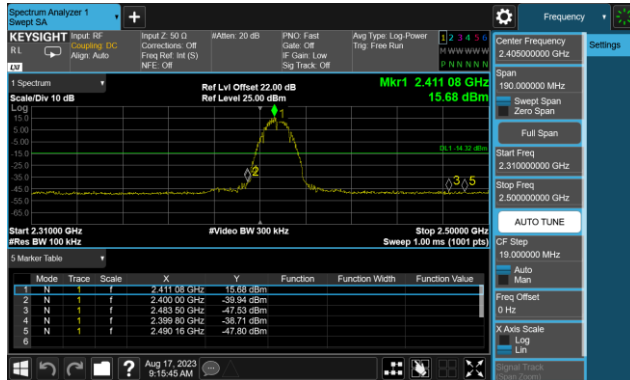 Spectrum Analyzer 1
Swept SA
Frequency
KEYSIGHT
Input: RF
Input Z: 50 Ω
#Atten: 20 dB
PNO: Fast
Avg Type: Log-Power
1 2 3 4 5 6
RL
Coupling: DC
Corrections: Off
Gate: Off
Trig: Free Run
M W W W W W
Align: Auto
Freq Ref: Int (S)
IF Gain: Low
P N N N N N
LXI
NFE: Off
Sig Track: Off
Center Frequency
2.405000000 GHz
Settings
1 Spectrum
Ref Lvl Offset 22.00 dB
Mkr1 2.411 08 GHz
Scale/Div 10 dB
Ref Level 25.00 dBm
15.68 dBm
Span
190.000000 MHz
Swept Span
Zero Span
Full Span
Log
15.0
5.00
-5.00
-15.0
-25.0
-35.0
-45.0
-55.0
-65.0
1
DL1 -14.32 dBm
2
3
5
Start Freq
2.310000000 GHz
Stop Freq
2.500000000 GHz
AUTO TUNE
Start 2.31000 GHz
#Video BW 300 kHz
Stop 2.50000 GHz
#Res BW 100 kHz
Sweep 1.00 ms (1001 pts)
CF Step
19.000000 MHz
Auto
Man
5 Marker Table
Mode Trace Scale X Y Function Function Width Function Value
1 N 1 f 2.411 08 GHz 15.68 dBm
2 N 1 f 2.400 00 GHz -39.94 dBm
3 N 1 f 2.483 50 GHz -47.53 dBm
4 N 1 f 2.399 80 GHz -38.71 dBm
5 N 1 f 2.490 16 GHz -47.80 dBm
6
Freq Offset
0 Hz
X Axis Scale
Log
Lin
Signal Track
(Span Zoom)
?
Aug 17, 2023
9:15:45 AM